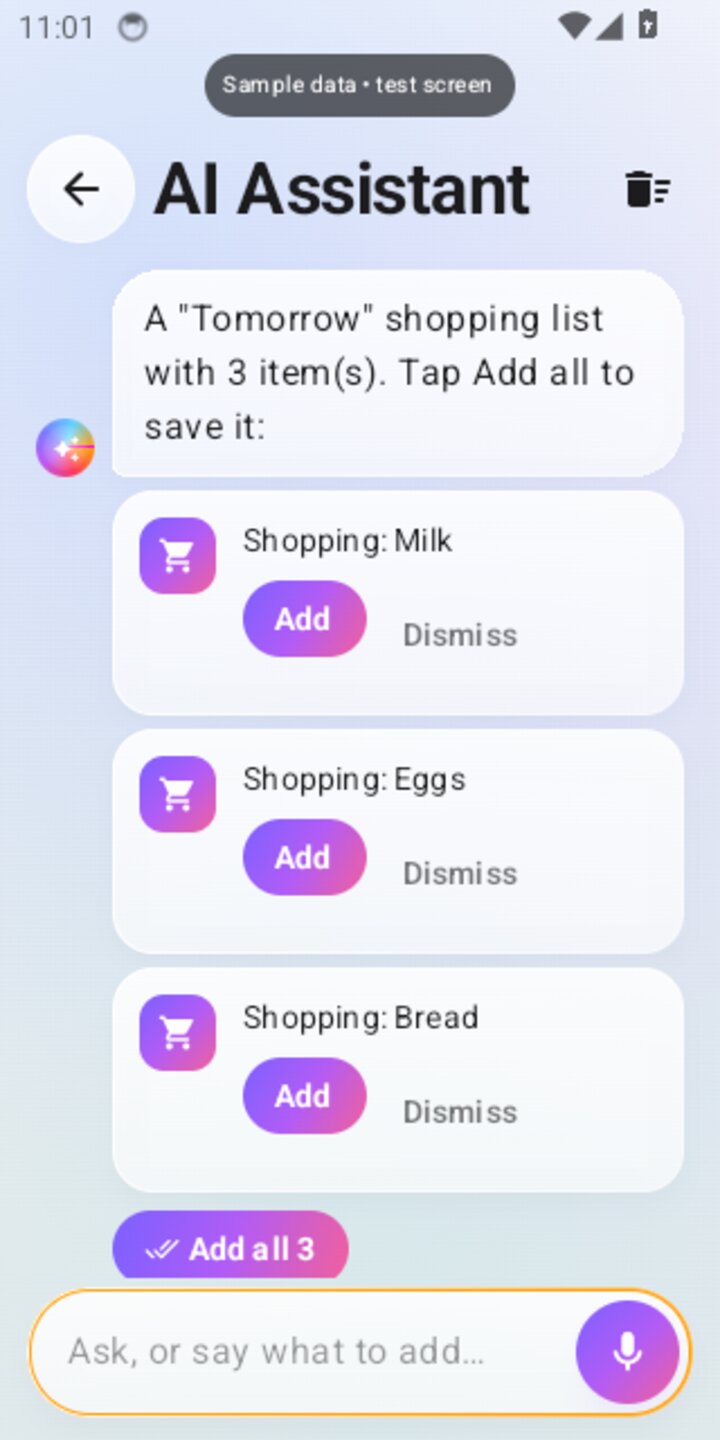 11:01
Sample data • test screen
AI Assistant
A "Tomorrow" shopping list
with 3 item(s). Tap Add all to
save it:
Shopping: Milk
Add
Dismiss
Shopping: Eggs
Add
Dismiss
Shopping: Bread
Add
Dismiss
Add all 3
Ask, or say what to add...